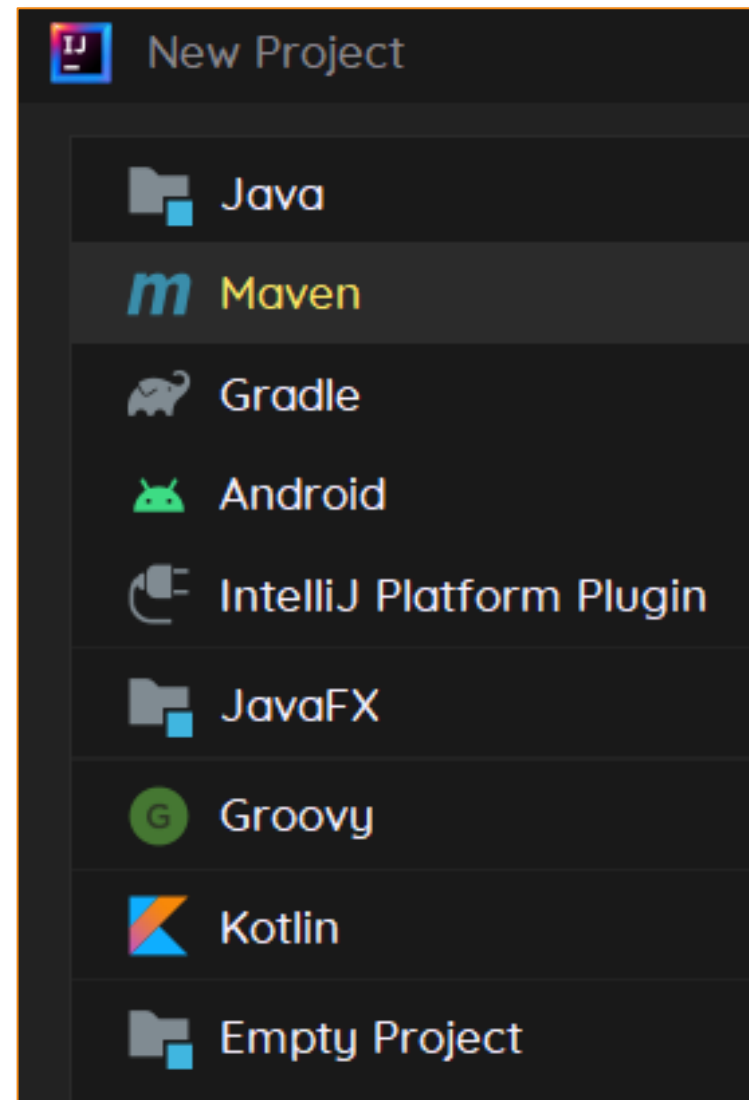 IJ
New Project
Java
m Maven
Gradle
Android
IntelliJ Platform Plugin
JavaFX
G Groovy
Kotlin
Empty Project